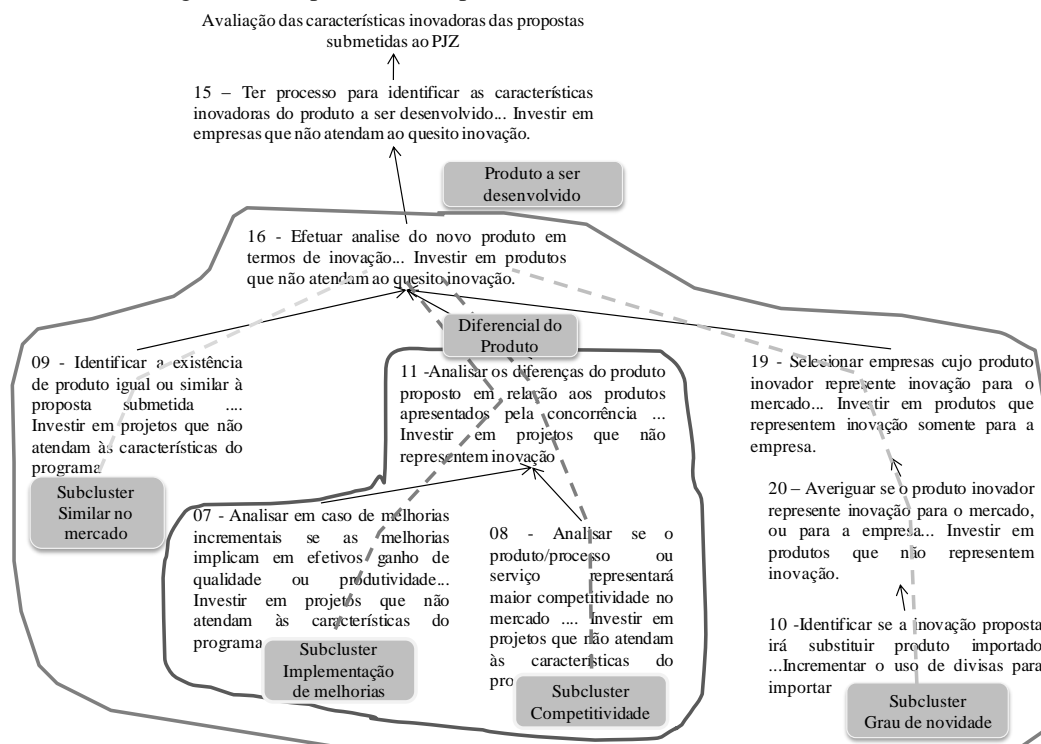 Avaliação das características inovadoras das propostas
submetidas ao PJZ
15 – Ter processo para identificar as características
inovadoras do produto a ser desenvolvido... Investir em
empresas que não atendam ao quesito inovação.
Produto a ser
desenvolvido
16 - Efetuar analise do novo produto em
termos de inovação... Investir em produtos
que não atendam ao quesito inovação.
Diferencial do
Produto
09 - Identificar a existência
de produto igual ou similar à
proposta submetida ....
Investir em projetos que não
atendam às características do
programa
Subcluster
Similar no
mercado
11 -Analisar os diferenças do produto
proposto em relação aos produtos
apresentados pela concorrência ...
Investir em projetos que não
representem inovação
07 - Analisar em caso de melhorias
incrementais se as melhorias
implicam em efetivos ganho de
qualidade ou produtividade...
Investir em projetos que não
atendam às características do
programa
Subcluster
Implementação
de melhorias
08 - Analisar se o
produto/processo ou
serviço representará
maior competitividade no
mercado .... Investir em
projetos que não atendam
às características do
pro
Subcluster
Competitividade
19 - Selecionar empresas cujo produto
inovador represente inovação para o
mercado... Investir em produtos que
representem inovação somente para a
empresa.
20 – Averiguar se o produto inovador
represente inovação para o mercado,
ou para a empresa... Investir em
produtos que não representem
inovação.
10 -Identificar se a inovação proposta
irá substituir produto importado
...Incrementar o uso de divisas para
importar
Subcluster
Grau de novidade